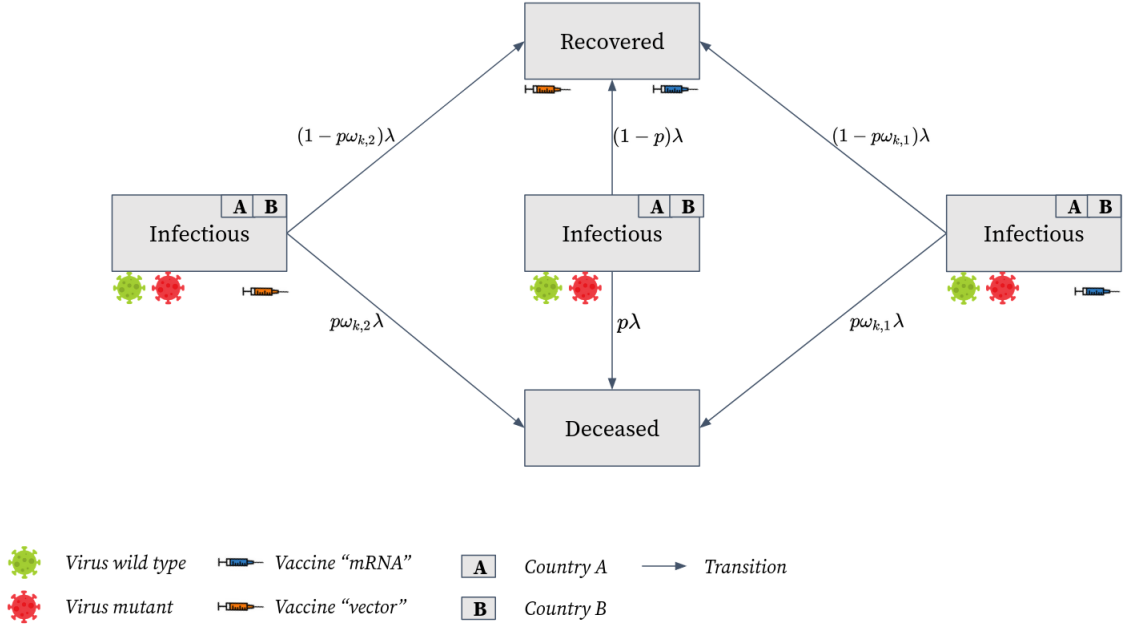 Recovered
(1 − pω_{k,2})λ
(1 − p)λ
(1 − pω_{k,1})λ
A B
Infectious
A B
Infectious
A B
Infectious
pω_{k,2}λ
pλ
pω_{k,1}λ
Deceased
Virus wild type
Vaccine “mRNA”
A
Country A
Transition
Virus mutant
Vaccine “vector”
B
Country B